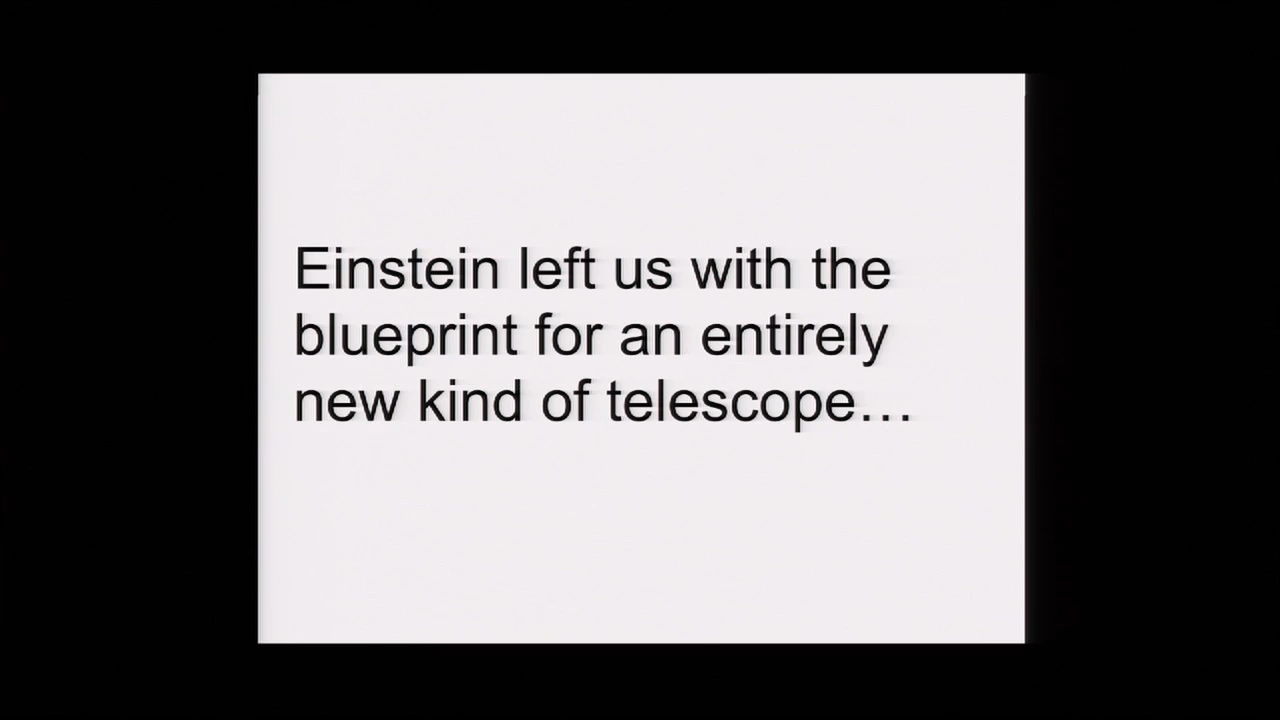 Einstein left us with the
blueprint for an entirely
new kind of telescope…